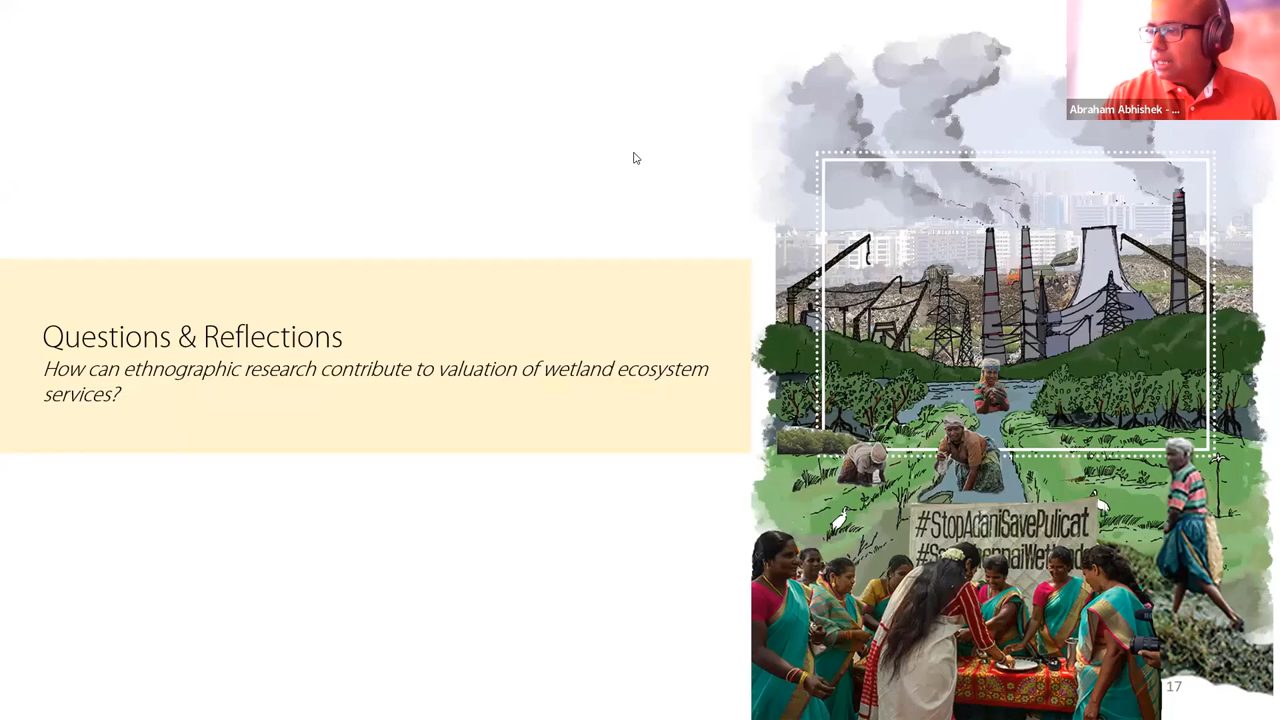 Abraham Abhishek - ...
Questions & Reflections
How can ethnographic research contribute to valuation of wetland ecosystem
services?
#StopAdaniSavePulicat
17